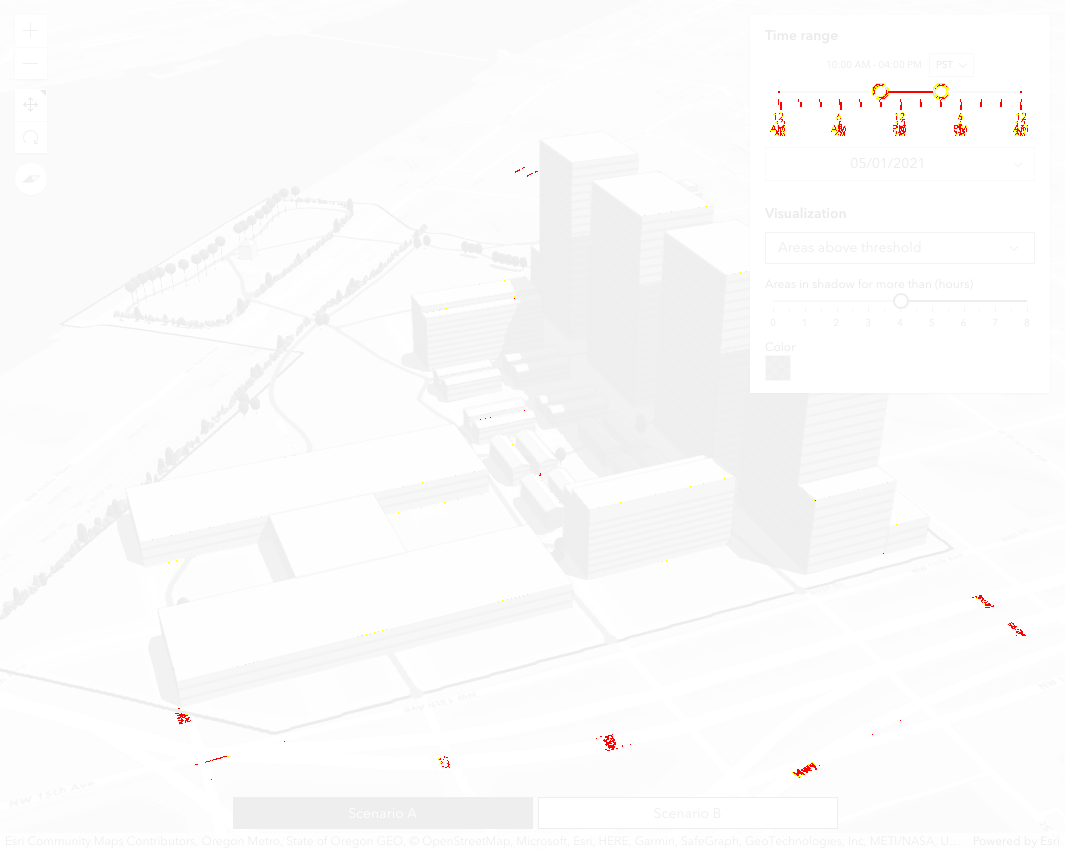 Time range
10:00 AM - 04:00 PM PST
12 AM 6 AM 12 PM 6 PM 12 AM
05/01/2021
Visualization
Areas above threshold
Areas in shadow for more than (hours)
0 1 2 3 4 5 6 7 8
Color
NW 15th Ave
Scenario A
Scenario B
Esri Community Maps Contributors, Oregon Metro, State of Oregon GEO, © OpenStreetMap, Microsoft, Esri, HERE, Garmin, SafeGraph, GeoTechnologies, Inc, METI/NASA, U...
Powered by Esri